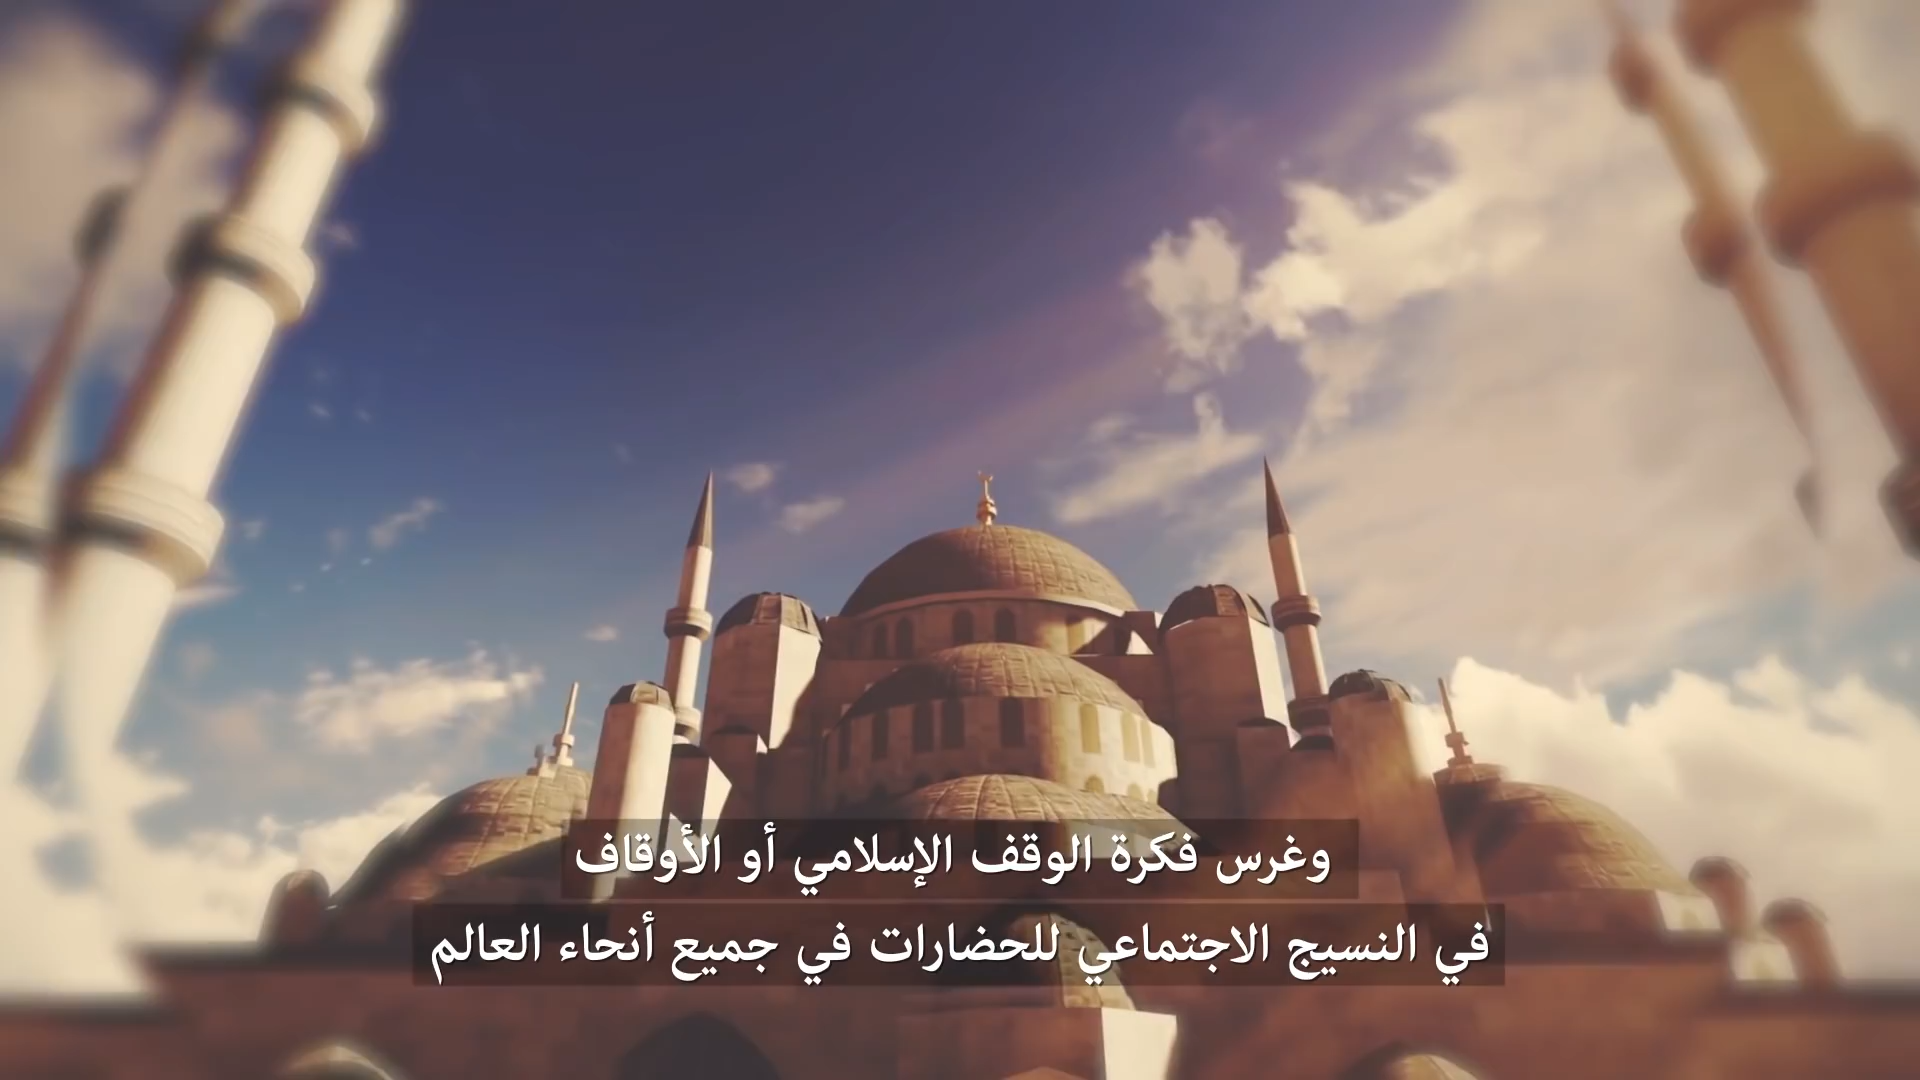 وغرس فكرة الوقف الإسلامي أو الأوقاف
في النسيج الاجتماعي للحضارات في جميع أنحاء العالم